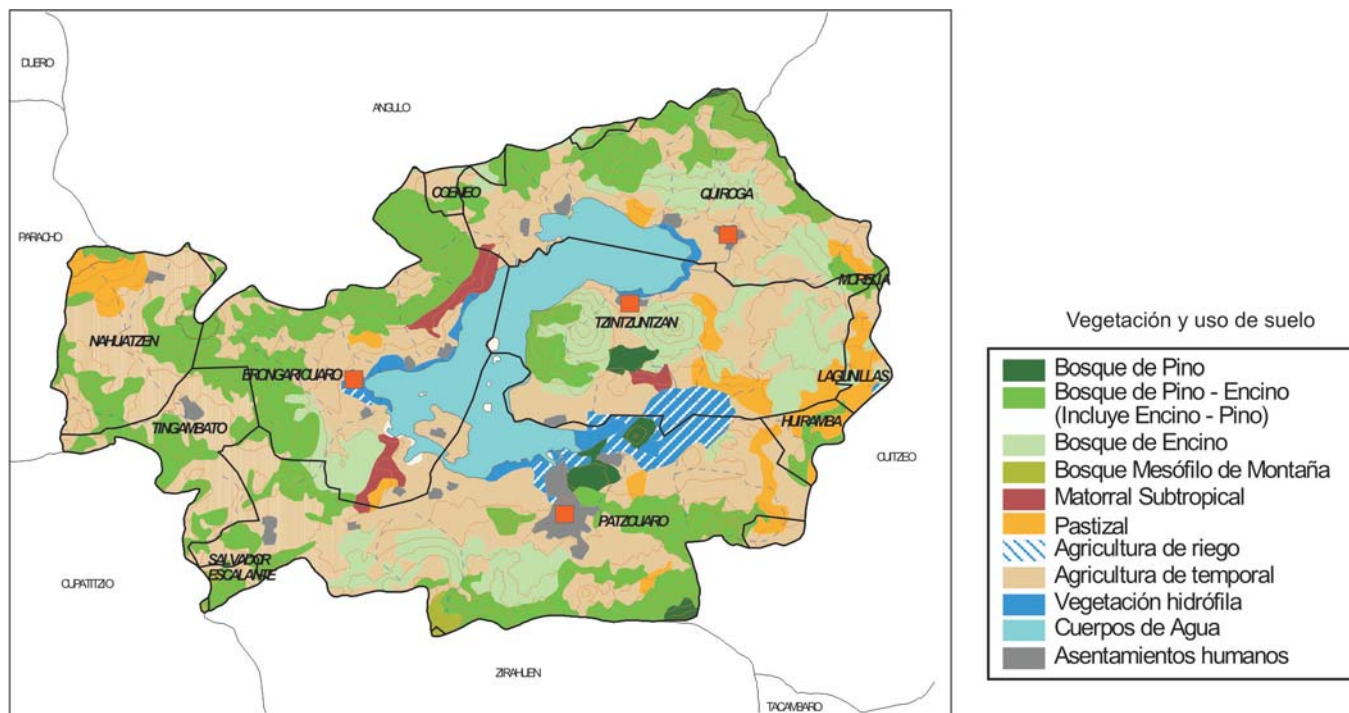 DUERO
ANGULO
COENEO
QUIROGA
PARACHO
MORELIA
TZINTZUNTZAN
NAHUATZEN
ERONGARICUARO
LAGUNILLAS
TINGAMBATO
HUIRAMBA
CUITZEO
PATZCUARO
SALVADOR
ESCALANTE
CUPATITZIO
ZIRAHUEN
TACAMBARO
Vegetación y uso de suelo
Bosque de Pino
Bosque de Pino - Encino
(Incluye Encino - Pino)
Bosque de Encino
Bosque Mesófilo de Montaña
Matorral Subtropical
Pastizal
Agricultura de riego
Agricultura de temporal
Vegetación hidrófila
Cuerpos de Agua
Asentamientos humanos